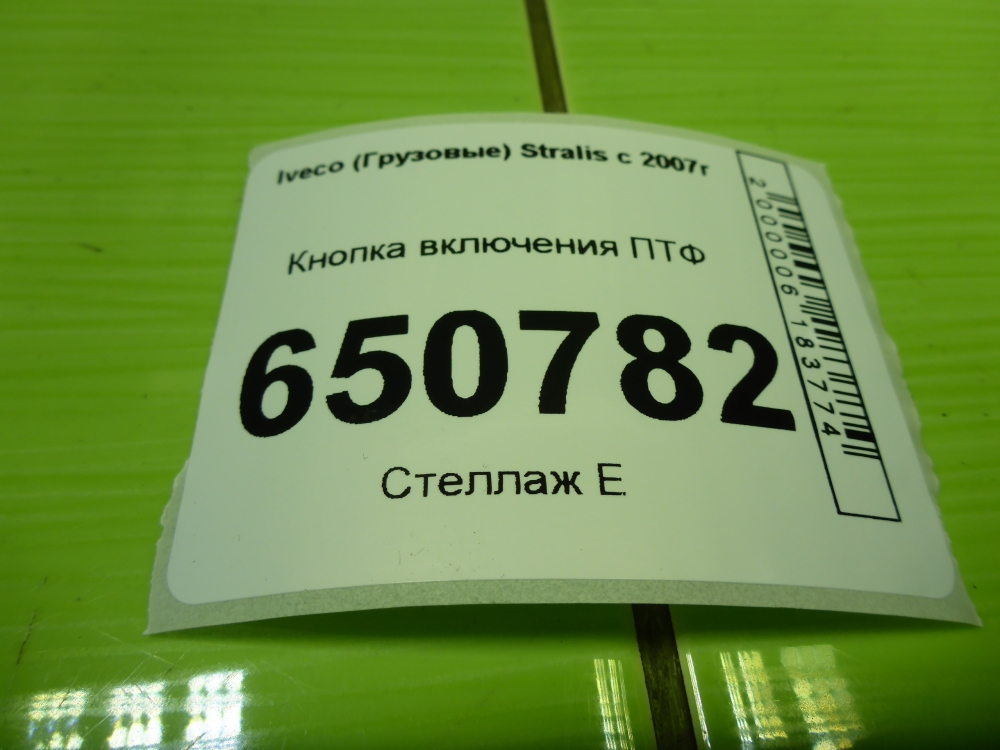 Iveco (Грузовые) Stralis с 2007г
Кнопка включения ПТФ
650782
Стеллаж Е
2000006183774